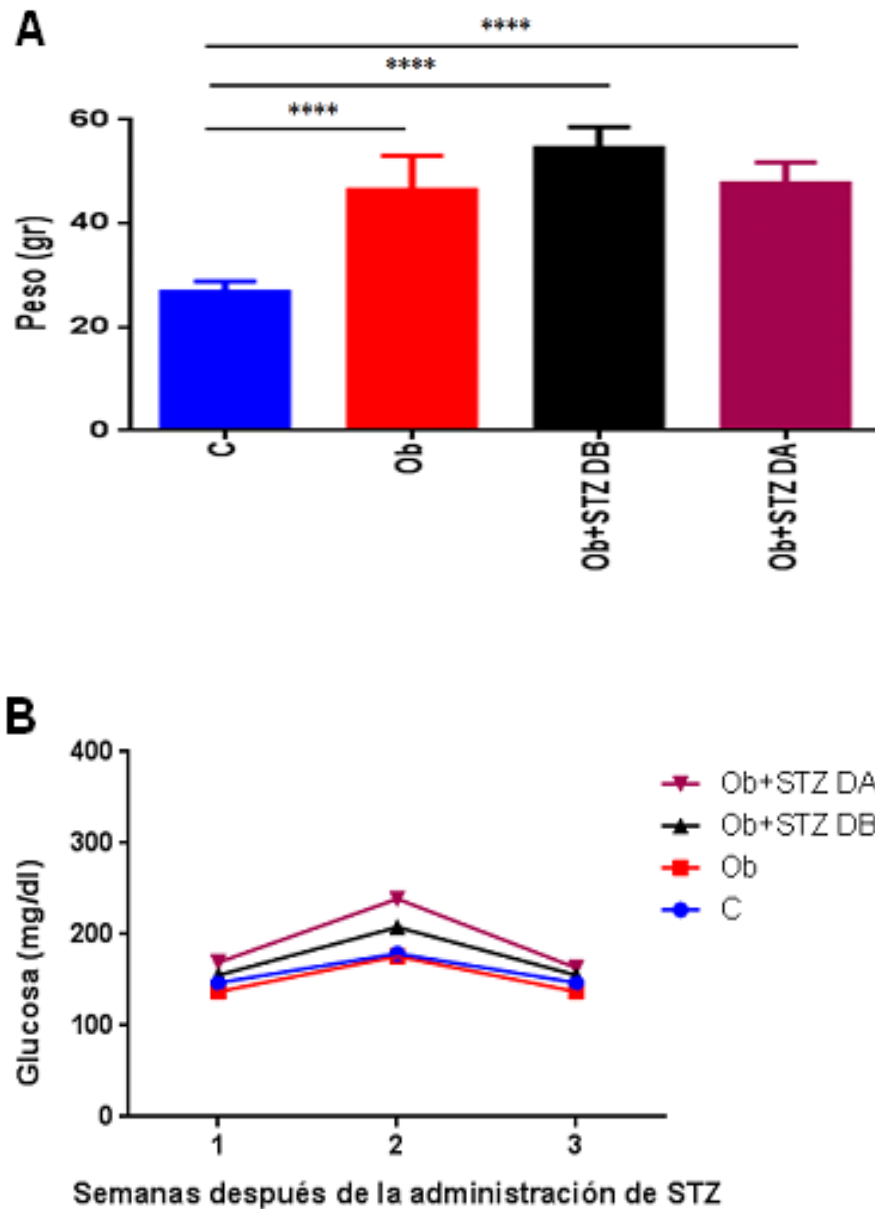 A
****
****
****
60
40
20
0
Peso (gr)
C
Ob
Ob+STZ DB
Ob+STZ DA
B
400
300
200
100
0
Glucosa (mg/dl)
1 2 3
Semanas después de la administración de STZ
Ob+STZ DA
Ob+STZ DB
Ob
C